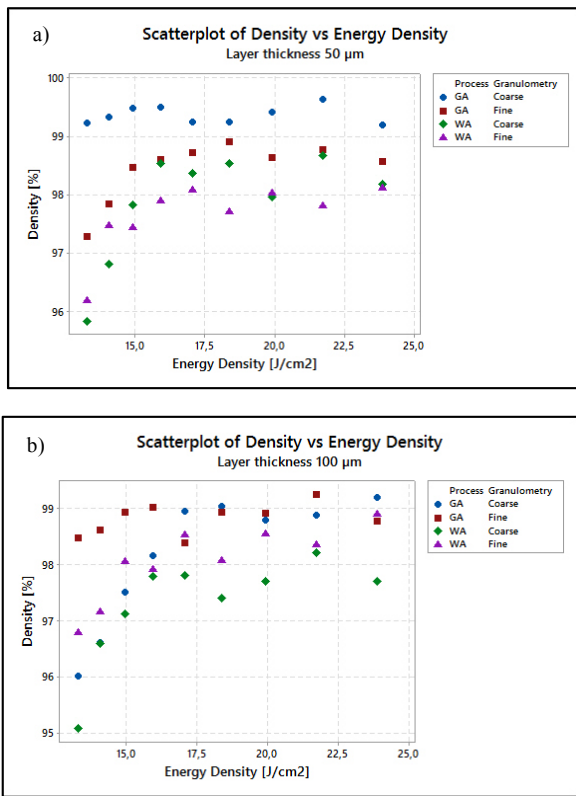 a)
Scatterplot of Density vs Energy Density
Layer thickness 50 µm
Process Granulometry
GA Coarse
GA Fine
WA Coarse
WA Fine
100
99
98
97
96
Density [%]
15,0 17,5 20,0 22,5 25,0
Energy Density [J/cm2]
b)
Scatterplot of Density vs Energy Density
Layer thickness 100 µm
Process Granulometry
GA Coarse
GA Fine
WA Coarse
WA Fine
99
98
97
96
95
Density [%]
15,0 17,5 20,0 22,5 25,0
Energy Density [J/cm2]